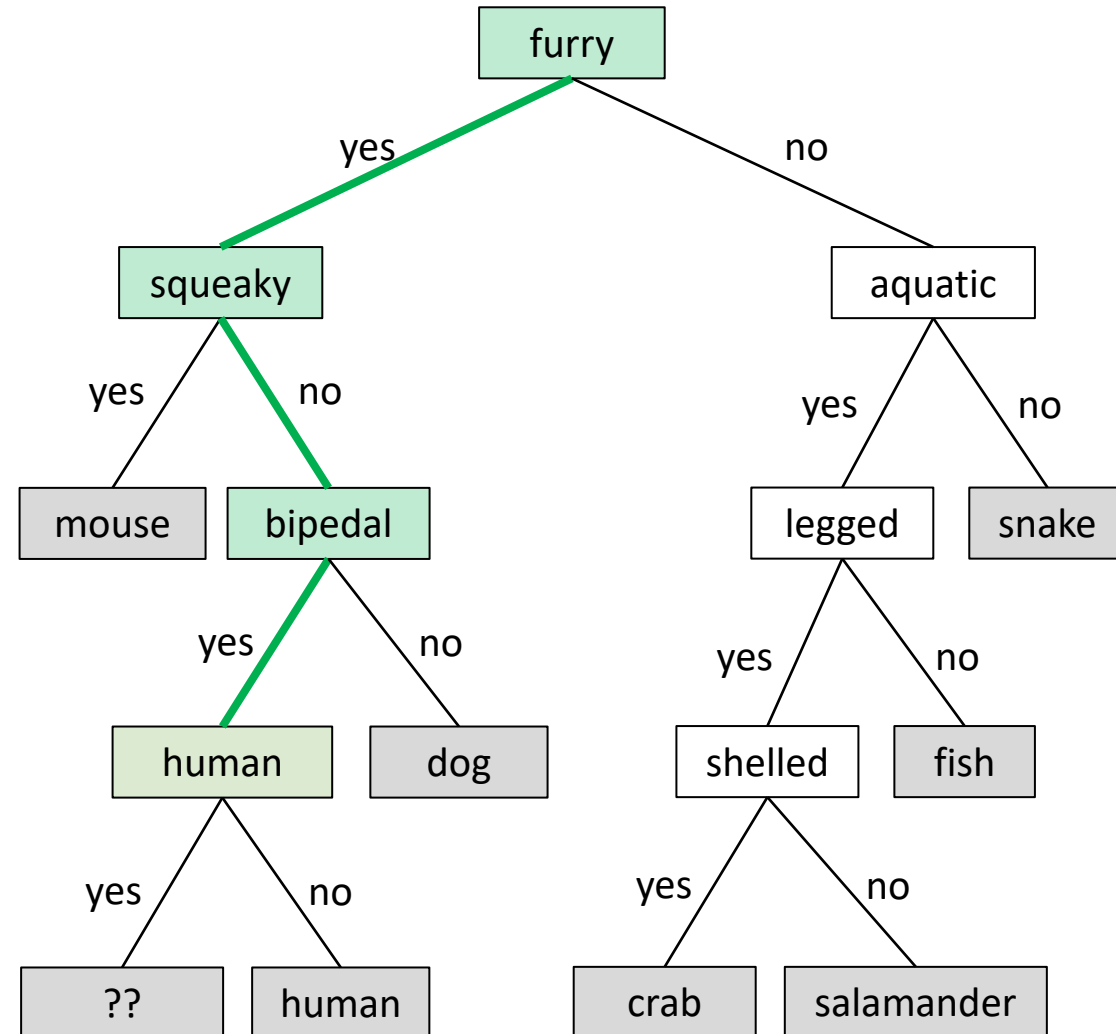 furry
yes
no
squeaky
aquatic
yes
no
yes
no
mouse
bipedal
legged
snake
yes
no
yes
no
human
dog
shelled
fish
yes
no
yes
no
??
human
crab
salamander